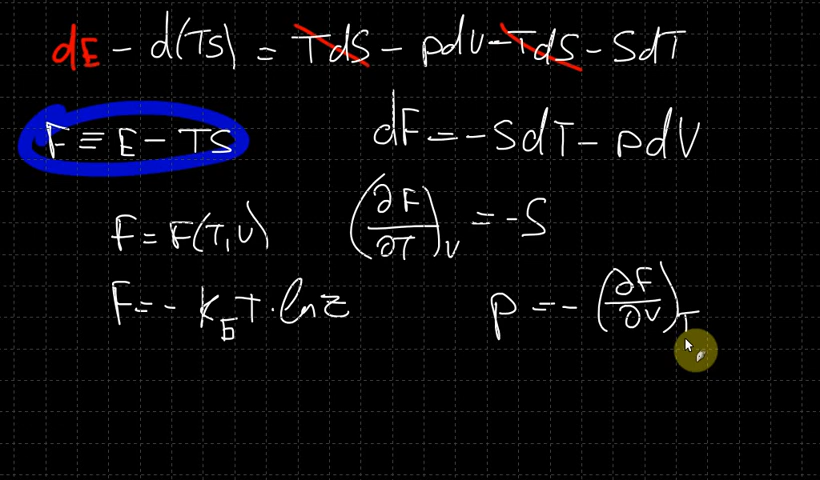 dE - d(TS) = TdS - pdV - TdS - SdT
F ≡ E - TS
dF = -SdT - pdV
F = F(T,V)
(∂F/∂T)_V = -S
F = - k_Б T · ln z
p = - (∂F/∂V)_T